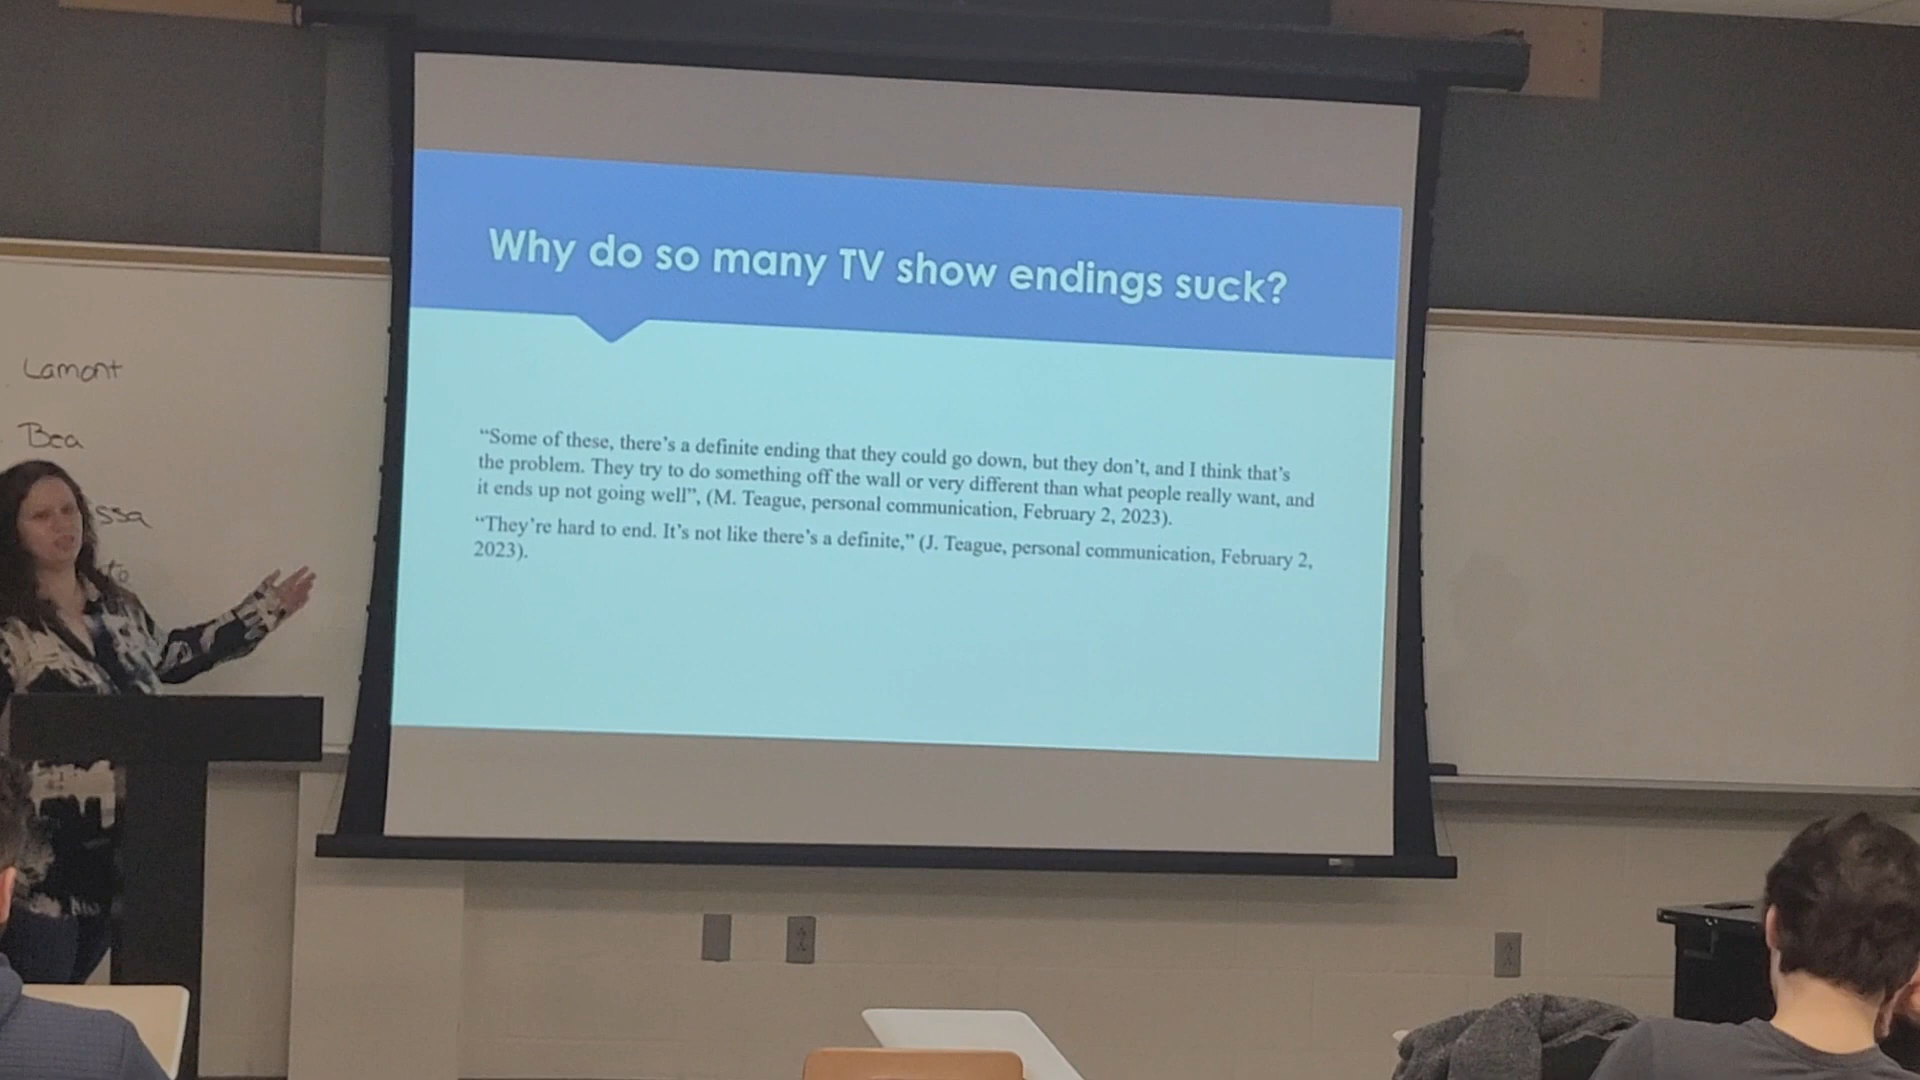 Why do so many TV show endings suck?
“Some of these, there’s a definite ending that they could go down, but they don’t, and I think that’s
the problem. They try to do something off the wall or very different than what people really want, and
it ends up not going well”, (M. Teague, personal communication, February 2, 2023).
“They’re hard to end. It’s not like there’s a definite,” (J. Teague, personal communication, February 2,
2023).
Lamont
Bea
ssa
to